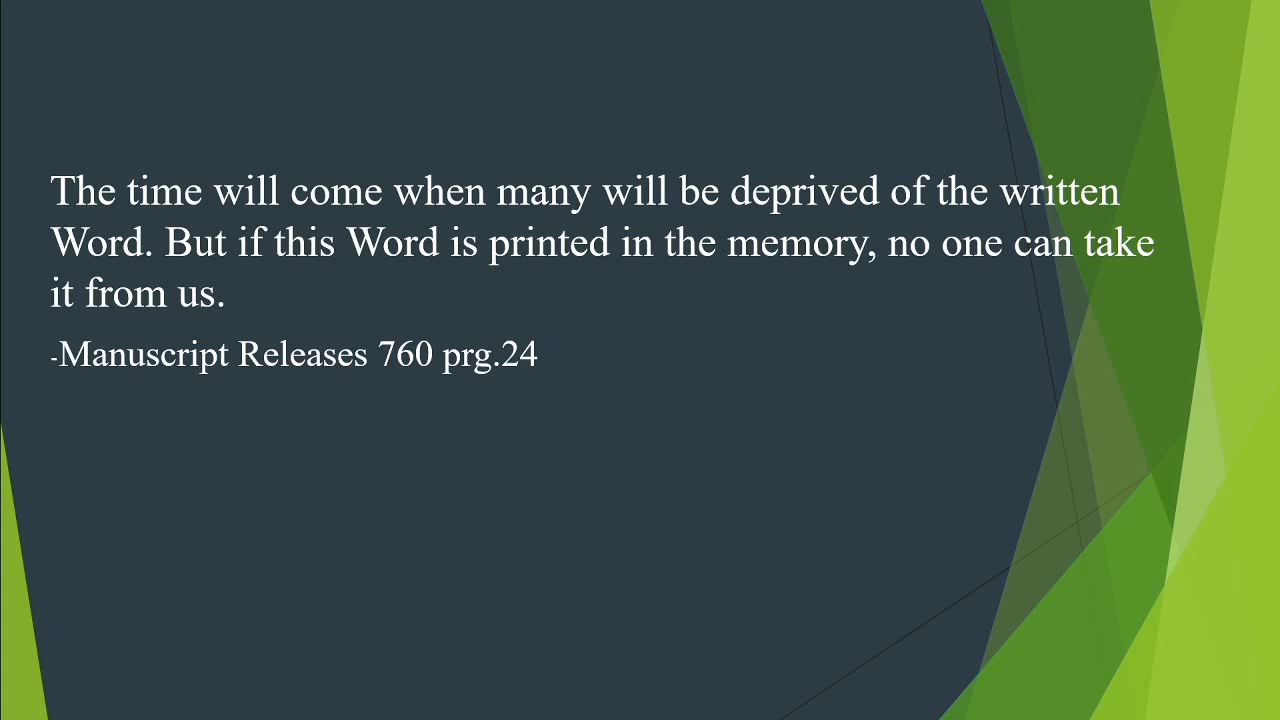 The time will come when many will be deprived of the written
Word. But if this Word is printed in the memory, no one can take
it from us.
-Manuscript Releases 760 prg.24